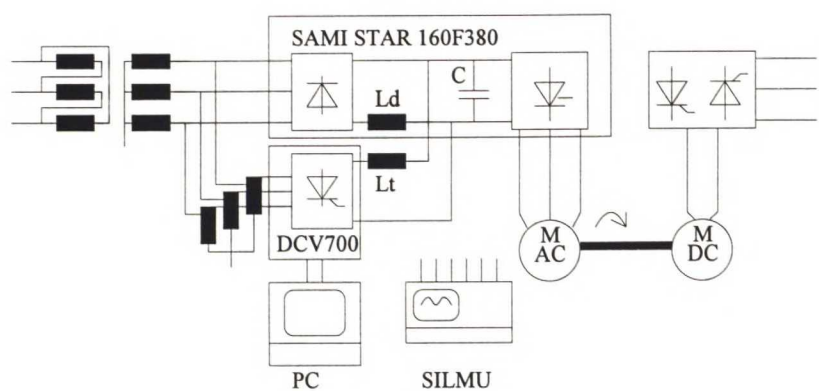 SAMI STAR 160F380
C
Ld
Lt
DCV700
M
AC
M
DC
PC
SILMU